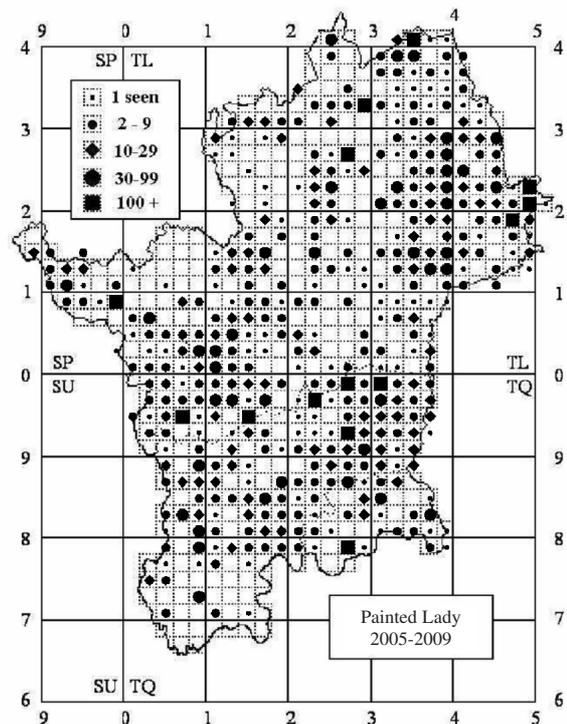 9 0 1 2 3 4 5
4 SP TL 4
1 seen
2 - 9
10-29
30-99
100 +
3 3
2 2
1 1
SP TL
0 0
SU TQ
9 9
8 8
7 7
Painted Lady
2005-2009
SU TQ
6 6
9 0 1 2 3 4 5